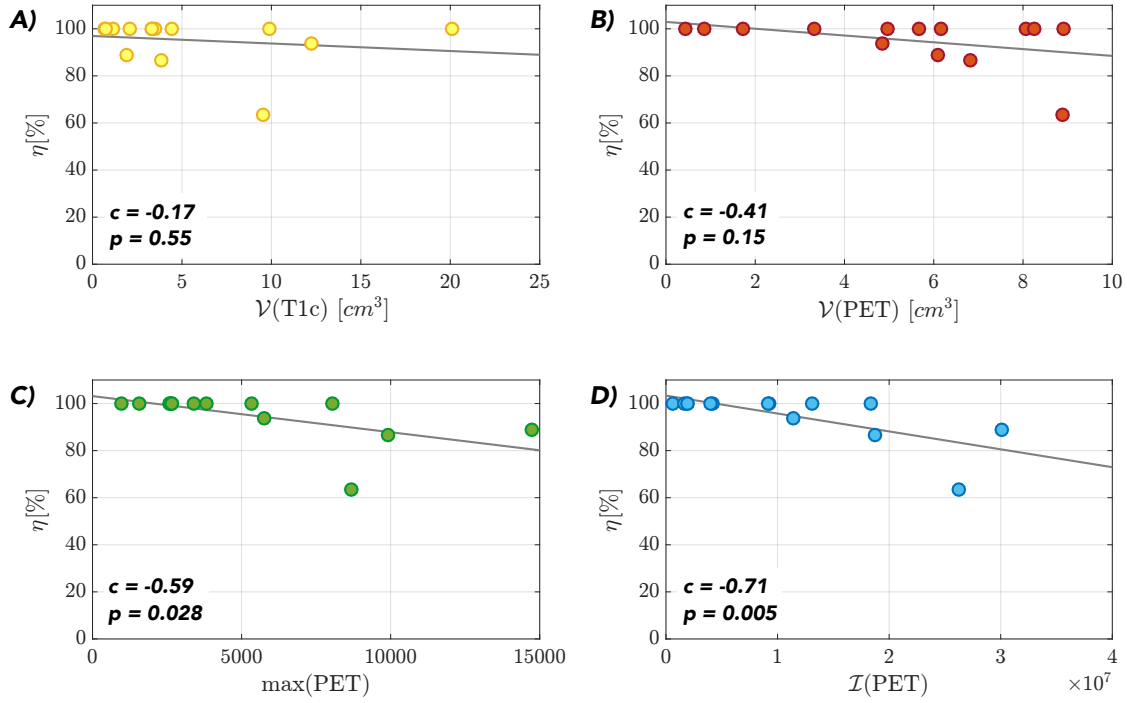 A)
100
80
60
40
20
0
η[%]
c = -0.17
p = 0.55
0 5 10 15 20 25
𝒱(T1c) [cm³]
B)
100
80
60
40
20
0
η[%]
c = -0.41
p = 0.15
0 2 4 6 8 10
𝒱(PET) [cm³]
C)
100
80
60
40
20
0
η[%]
c = -0.59
p = 0.028
0 5000 10000 15000
max(PET)
D)
100
80
60
40
20
0
η[%]
c = -0.71
p = 0.005
0 1 2 3 4
ℐ(PET)
×10⁷